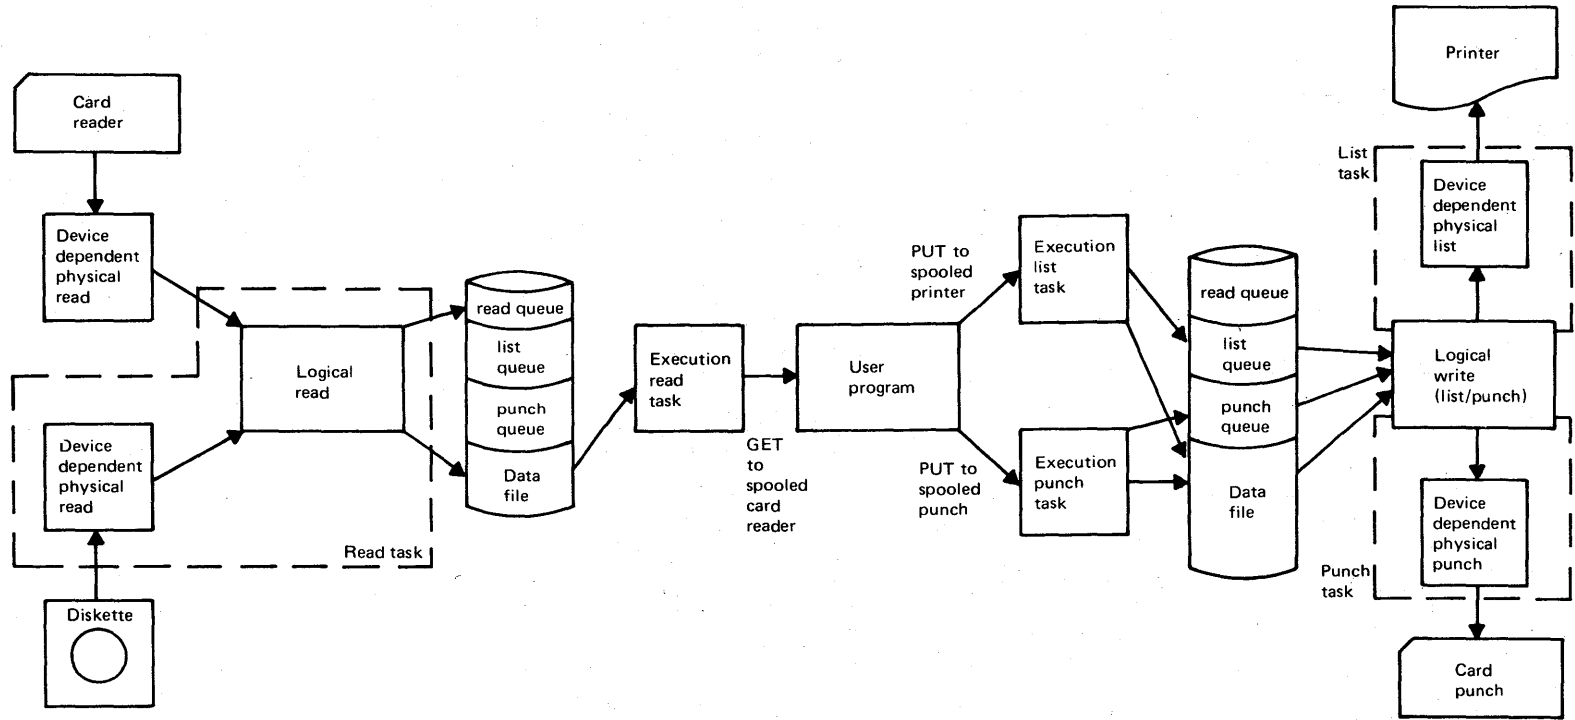 Card
reader
Device
dependent
physical
read
Device
dependent
physical
read
Diskette
Logical
read
Read task
read queue
list
queue
punch
queue
Data
file
Execution
read
task
GET
to
spooled
card
reader
User
program
PUT to
spooled
printer
PUT to
spooled
punch
Execution
list
task
Execution
punch
task
read queue
list
queue
punch
queue
Data
file
Printer
List
task
Device
dependent
physical
list
Logical
write
(list/punch)
Device
dependent
physical
punch
Punch
task
Card
punch